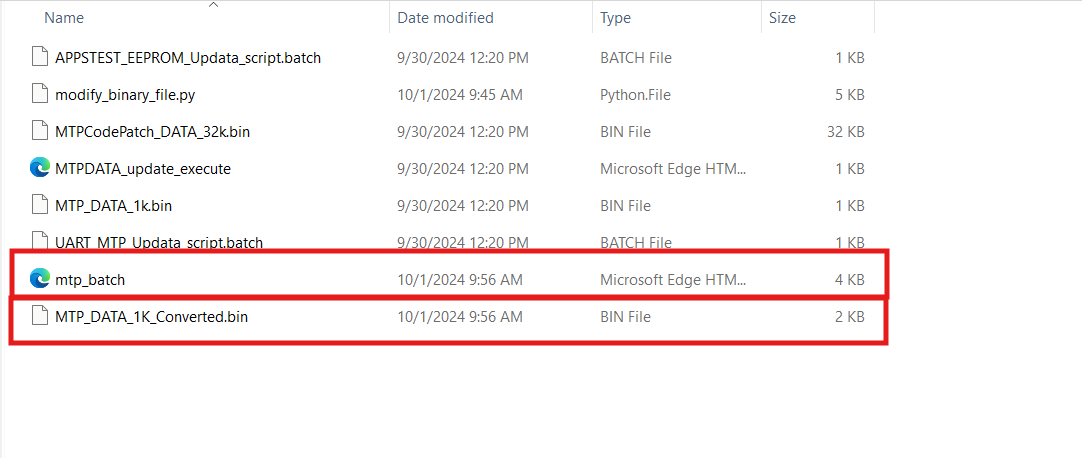 Name Date modified Type Size
APPSTEST_EEPROM_Updata_script.batch 9/30/2024 12:20 PM BATCH File 1 KB
modify_binary_file.py 10/1/2024 9:45 AM Python.File 5 KB
MTPCodePatch_DATA_32k.bin 9/30/2024 12:20 PM BIN File 32 KB
MTPDATA_update_execute 9/30/2024 12:20 PM Microsoft Edge HTM... 1 KB
MTP_DATA_1k.bin 9/30/2024 12:20 PM BIN File 1 KB
UART_MTP_Updata_script.batch 9/30/2024 12:20 PM BATCH File 1 KB
mtp_batch 10/1/2024 9:56 AM Microsoft Edge HTM... 4 KB
MTP_DATA_1K_Converted.bin 10/1/2024 9:56 AM BIN File 2 KB